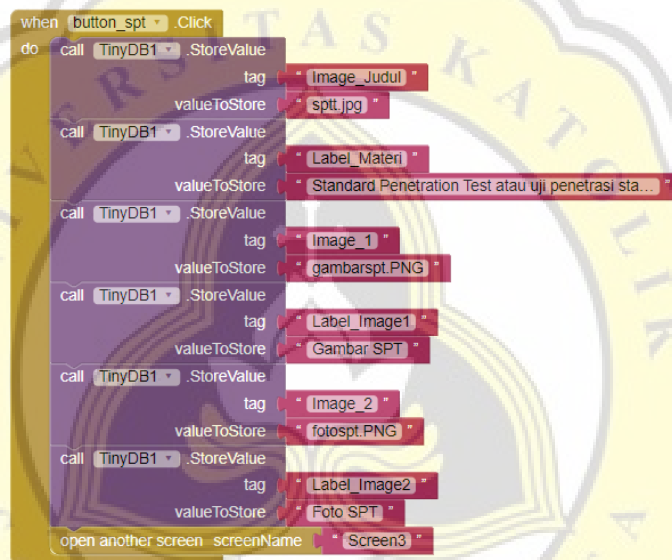 when button_spt .Click
do call TinyDB1 .StoreValue
tag " Image_Judul "
valueToStore " sptt.jpg "
call TinyDB1 .StoreValue
tag " Label_Materi "
valueToStore " Standard Penetration Test atau uji penetrasi sta... "
call TinyDB1 .StoreValue
tag " Image_1 "
valueToStore " gambarspt.PNG "
call TinyDB1 .StoreValue
tag " Label_Image1 "
valueToStore " Gambar SPT "
call TinyDB1 .StoreValue
tag " Image_2 "
valueToStore " fotospt.PNG "
call TinyDB1 .StoreValue
tag " Label_Image2 "
valueToStore " Foto SPT "
open another screen screenName " Screen3 "